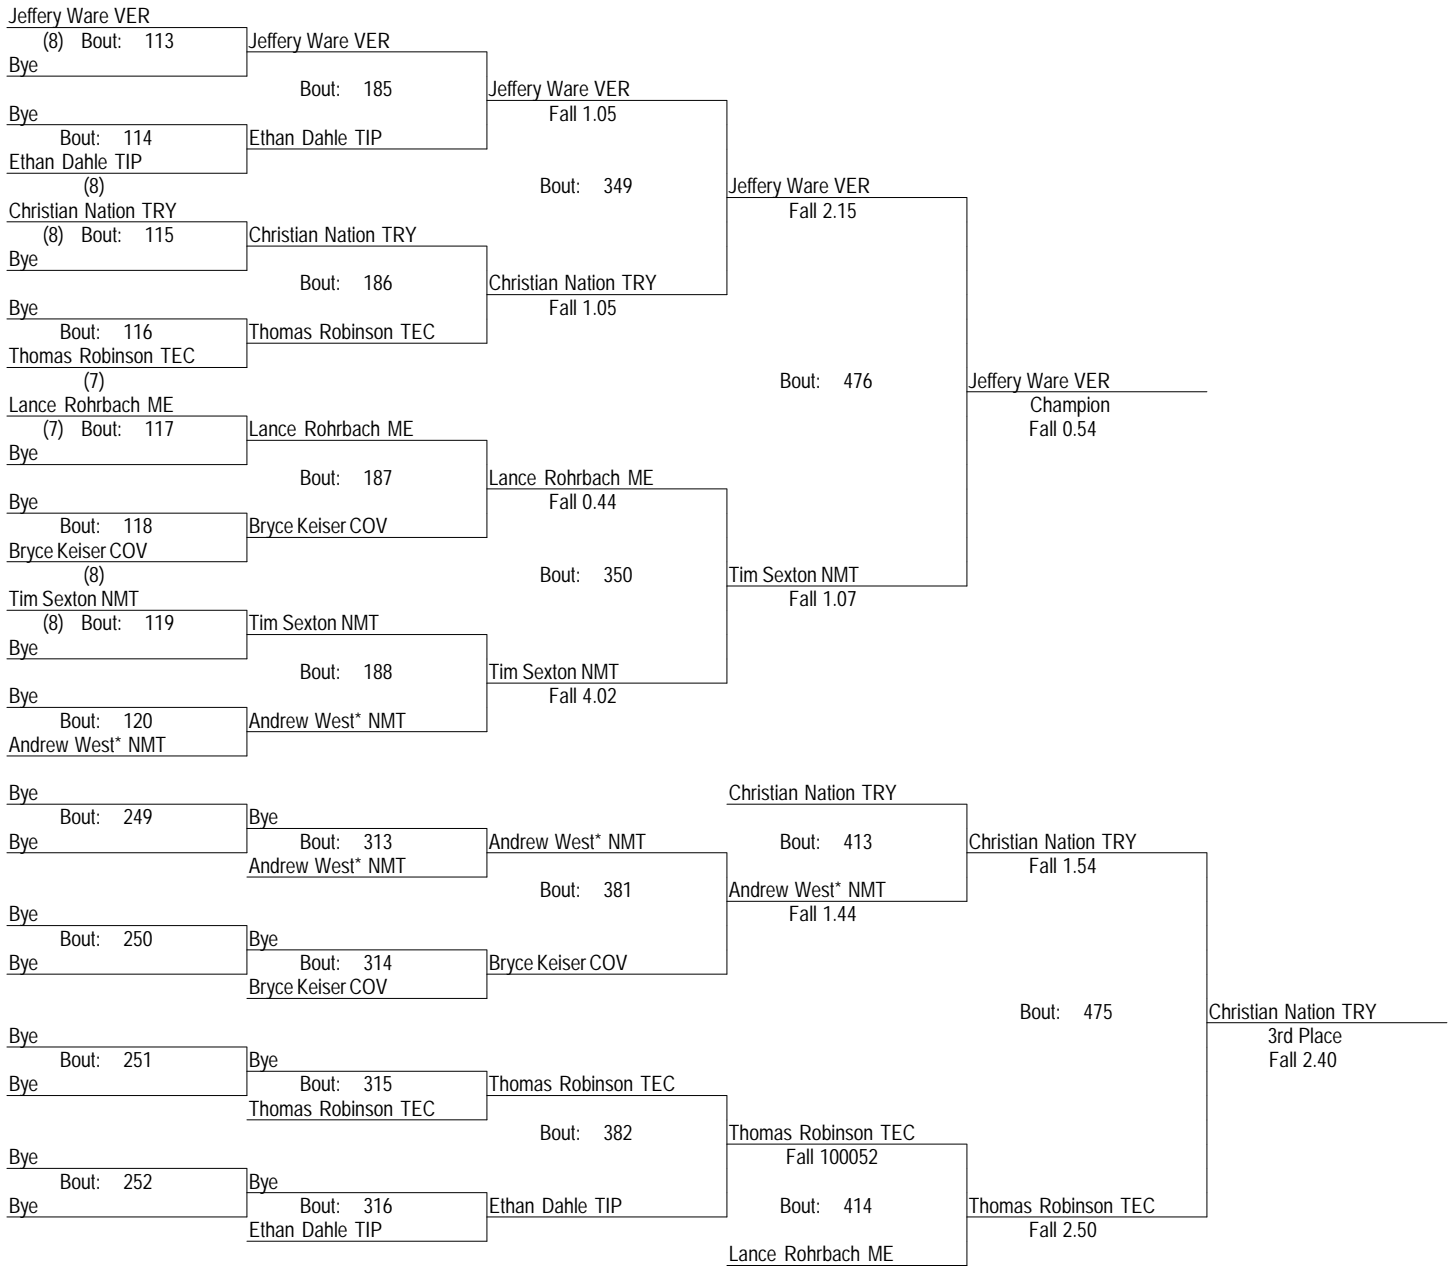 Jeffery Ware VER
(8) Bout: 113
Bye
Bye
Bout: 114
Ethan Dahle TIP
(8)
Christian Nation TRY
(8) Bout: 115
Bye
Bye
Bout: 116
Thomas Robinson TEC
(7)
Lance Rohrbach ME
(7) Bout: 117
Bye
Bye
Bout: 118
Bryce Keiser COV
(8)
Tim Sexton NMT
(8) Bout: 119
Bye
Bye
Bout: 120
Andrew West* NMT
Jeffery Ware VER
Bout: 185
Ethan Dahle TIP
Christian Nation TRY
Bout: 186
Thomas Robinson TEC
Lance Rohrbach ME
Bout: 187
Bryce Keiser COV
Tim Sexton NMT
Bout: 188
Andrew West* NMT
Jeffery Ware VER
Fall 1.05
Bout: 349
Christian Nation TRY
Fall 1.05
Lance Rohrbach ME
Fall 0.44
Bout: 350
Tim Sexton NMT
Fall 4.02
Jeffery Ware VER
Fall 2.15
Bout: 476
Tim Sexton NMT
Fall 1.07
Jeffery Ware VER
Champion
Fall 0.54
Bye
Bout: 249
Bye
Bye
Bout: 250
Bye
Bye
Bout: 251
Bye
Bye
Bout: 252
Bye
Bye
Bout: 313
Andrew West* NMT
Bye
Bout: 314
Bryce Keiser COV
Bye
Bout: 315
Thomas Robinson TEC
Bye
Bout: 316
Ethan Dahle TIP
Andrew West* NMT
Bout: 381
Bryce Keiser COV
Thomas Robinson TEC
Bout: 382
Ethan Dahle TIP
Christian Nation TRY
Bout: 413
Andrew West* NMT
Fall 1.44
Thomas Robinson TEC
Fall 100052
Bout: 414
Lance Rohrbach ME
Christian Nation TRY
Fall 1.54
Bout: 475
Thomas Robinson TEC
Fall 2.50
Christian Nation TRY
3rd Place
Fall 2.40